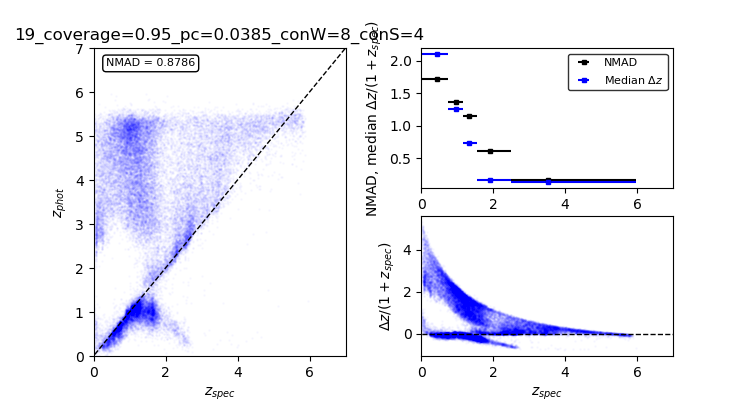 19_coverage=0.95_pc=0.0385_conW=8_conS=4
NMAD = 0.8786
7
6
5
4
3
2
1
0
z_phot
0 2 4 6
z_spec
NMAD, median Δz/(1 + z_spec)
2.0
1.5
1.0
0.5
NMAD
Median Δz
0 2 4 6
Δz/(1 + z_spec)
4
2
0
0 2 4 6
z_spec